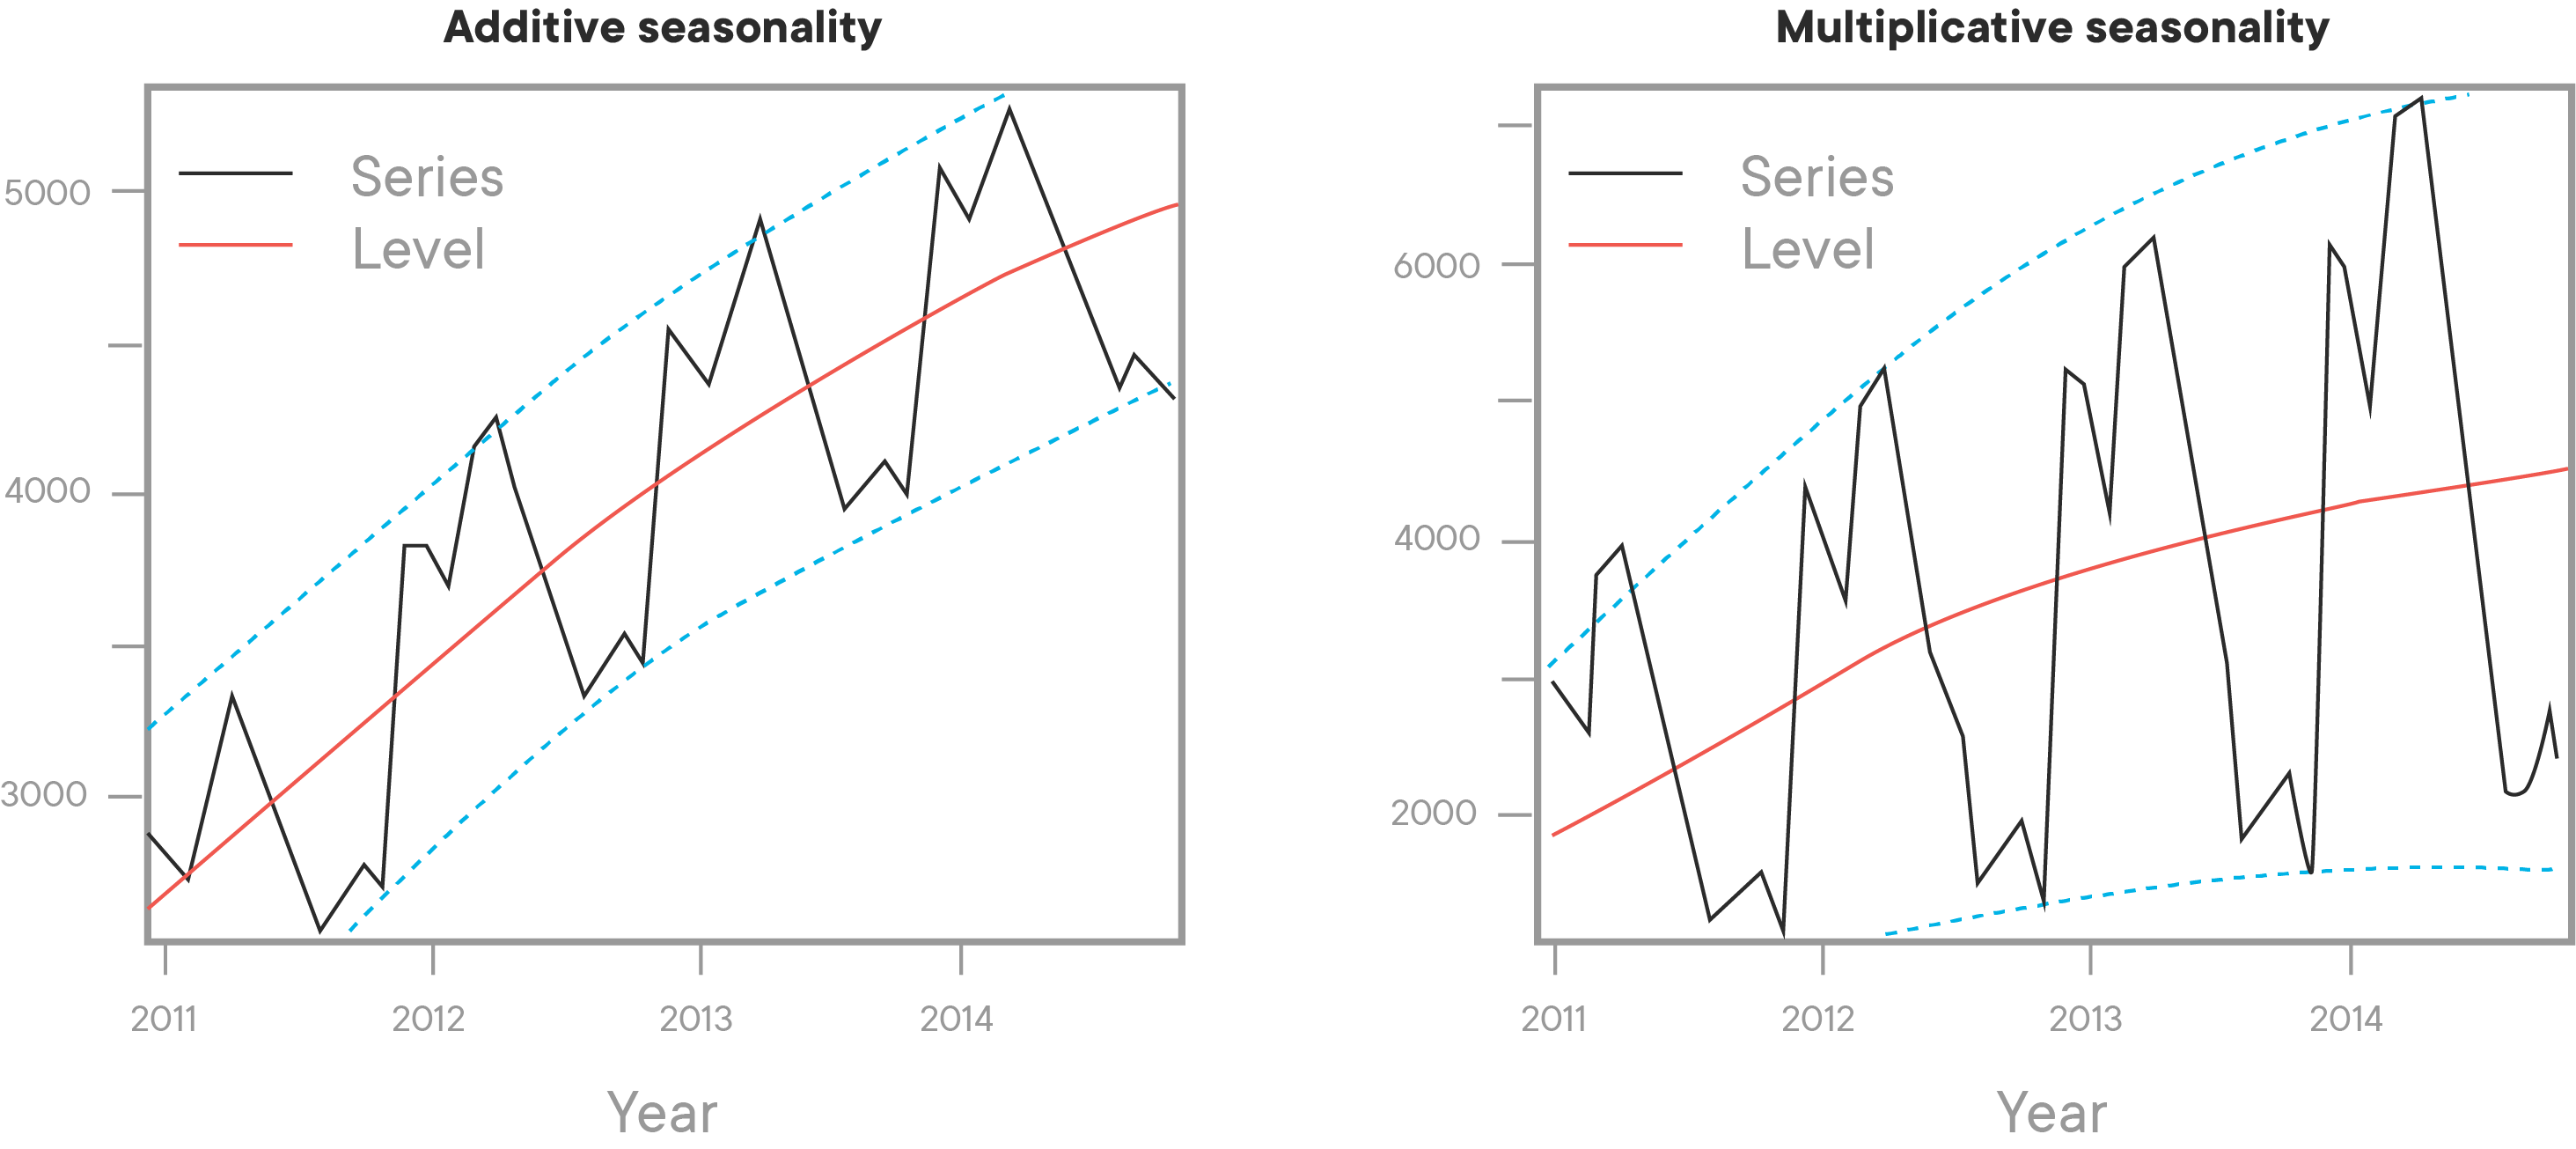 Additive seasonality
Series
Level
5000
4000
3000
2011 2012 2013 2014
Year
Multiplicative seasonality
Series
Level
6000
4000
2000
2011 2012 2013 2014
Year